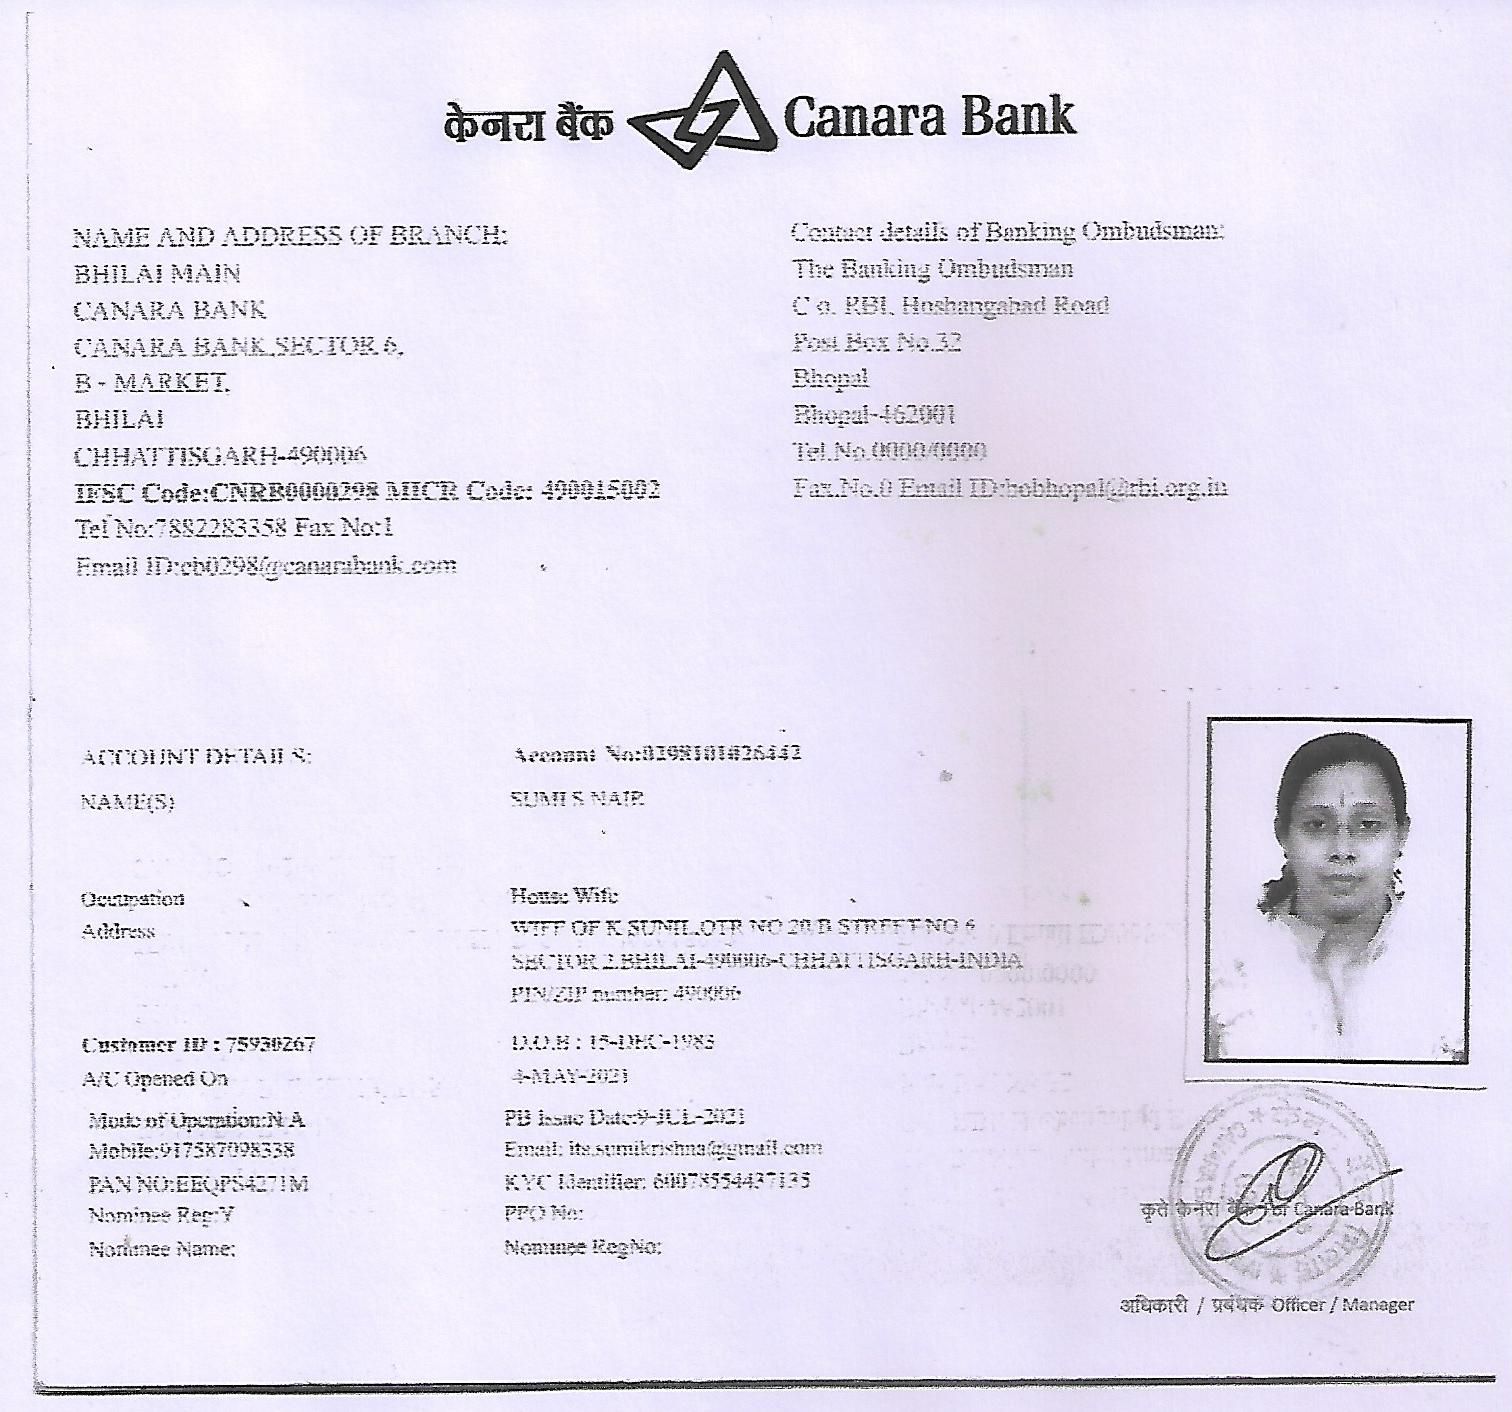 केनरा बैंक Canara Bank
NAME AND ADDRESS OF BRANCH:
BHILAI MAIN
CANARA BANK
CANARA BANK,SECTOR 6,
B - MARKET,
BHILAI
CHHATTISGARH-490006
IFSC Code:CNRB0000298 MICR Code: 490015002
Tel No:7882283358 Fax No:1
Email ID:cb0298@canarabank.com
Contact details of Banking Ombudsman:
The Banking Ombudsman
C o. RBI, Hoshangabad Road
Post Box No.32
Bhopal
Bhopal-462001
Tel.No.0000/0000
Fax.No.0 Email ID:bobhopal@rbi.org.in
ACCOUNT DETAILS: Account No:0298101026442
NAME(S) SUMI S NAIR
Occupation House Wife
Address WIFE OF K SUNIL,QTR NO 20/B STREET NO 6
SECTOR 2,BHILAI-490006-CHHATTISGARH-INDIA
PIN/ZIP number: 490006
Customer ID : 75930267 D.O.B : 15-DEC-1983
A/C Opened On 4-MAY-2021
Mode of Operation:N A PB Issue Date:9-JUL-2021
Mobile:917587098338 Email: its.sumikrishna@gmail.com
PAN NO:EEQPS4271M KYC Identifier: 60078554437135
Nominee Reg:Y PPO No:
Nominee Name: Nominee RegNo:
कृते केनरा बैंक For Canara Bank
अधिकारी / प्रबंधक Officer / Manager